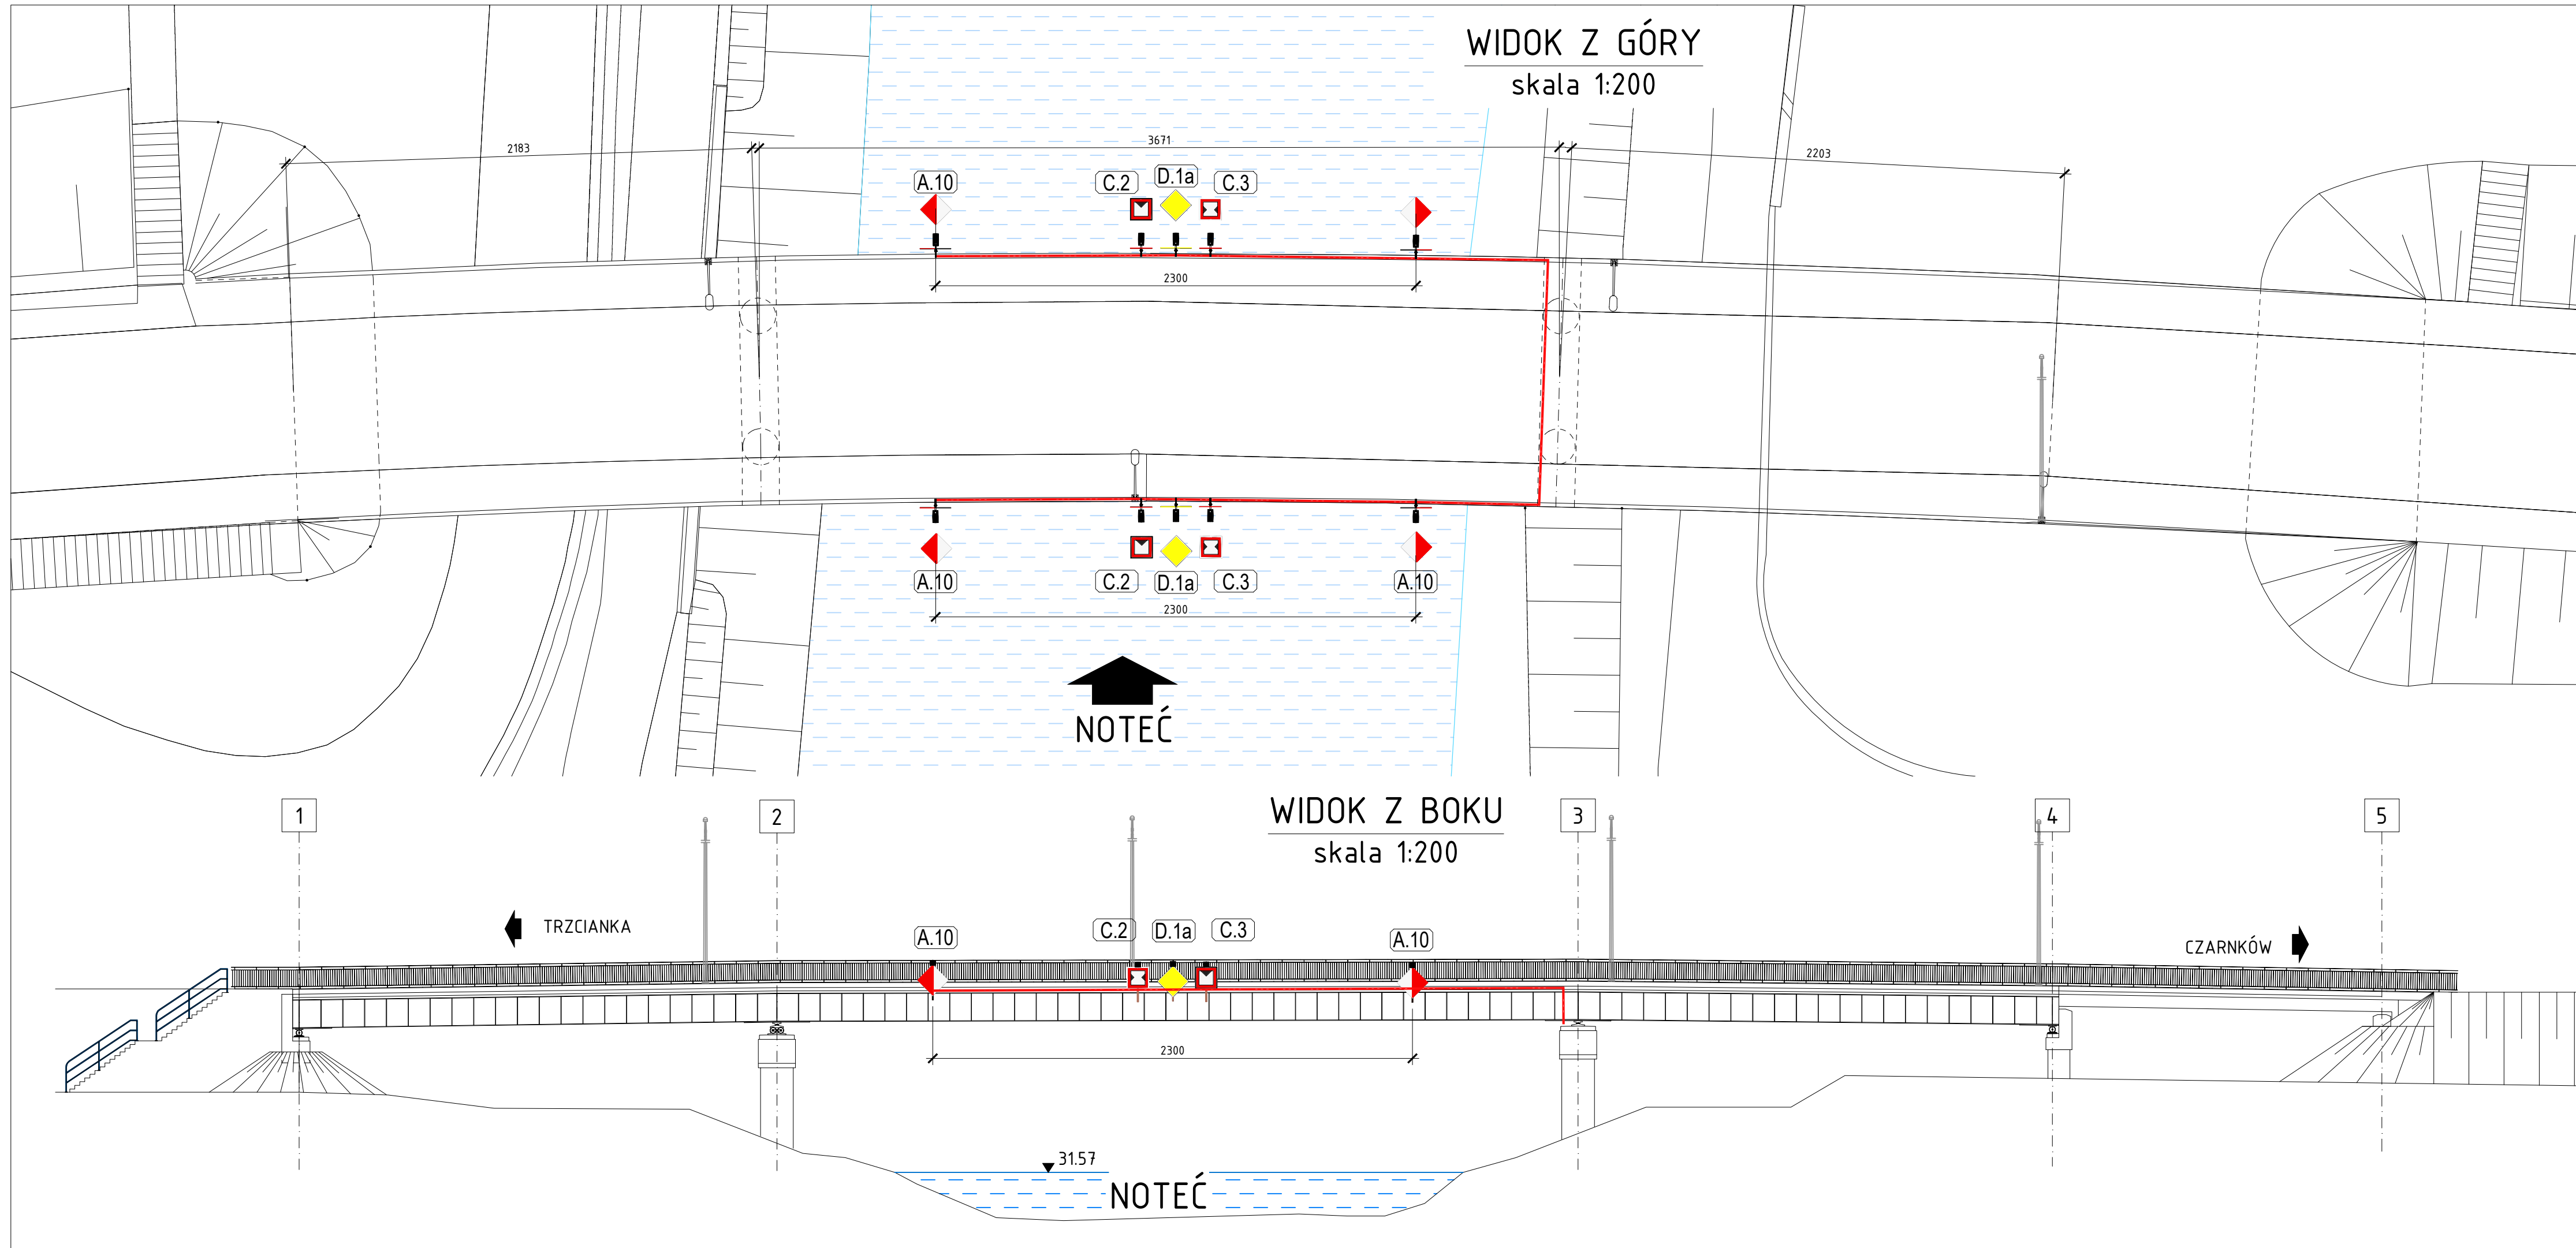 WIDOK Z GÓRY
skala 1:200
2183
3671
2203
A.10
C.2
D.1a
C.3
2300
A.10
C.2
D.1a
C.3
A.10
2300
NOTEĆ
WIDOK Z BOKU
skala 1:200
1
2
3
4
5
TRZCIANKA
A.10
C.2
D.1a
C.3
A.10
CZARNKÓW
2300
31.57
NOTEĆ